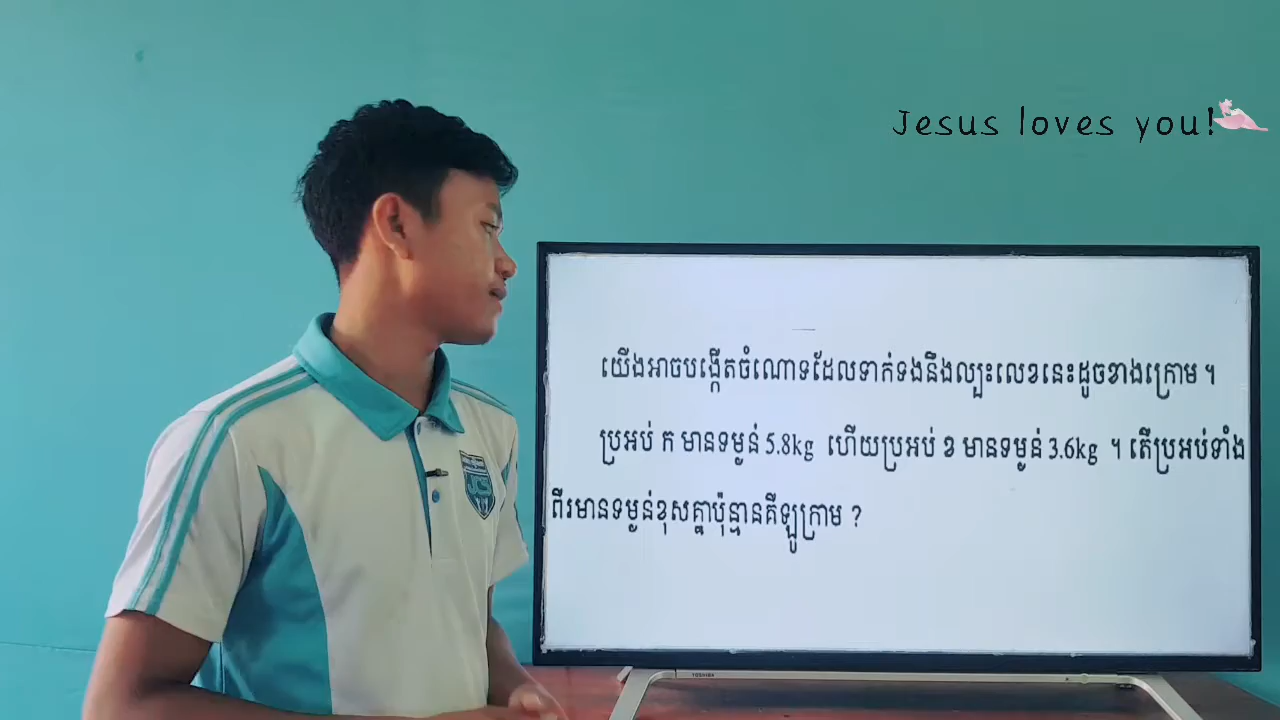 Jesus loves you!
យើងអាចបង្កើតចំណោទដែលទាក់ទងនឹងល្បះលេខនេះដូចខាងក្រោម ។
ប្រអប់ ក មានទម្ងន់ 5.8kg ហើយប្រអប់ ខ មានទម្ងន់ 3.6kg ។ តើប្រអប់ទាំង
ពីរមានទម្ងន់ខុសគ្នាប៉ុន្មានគីឡូក្រាម ?
JCS
TOSHIBA